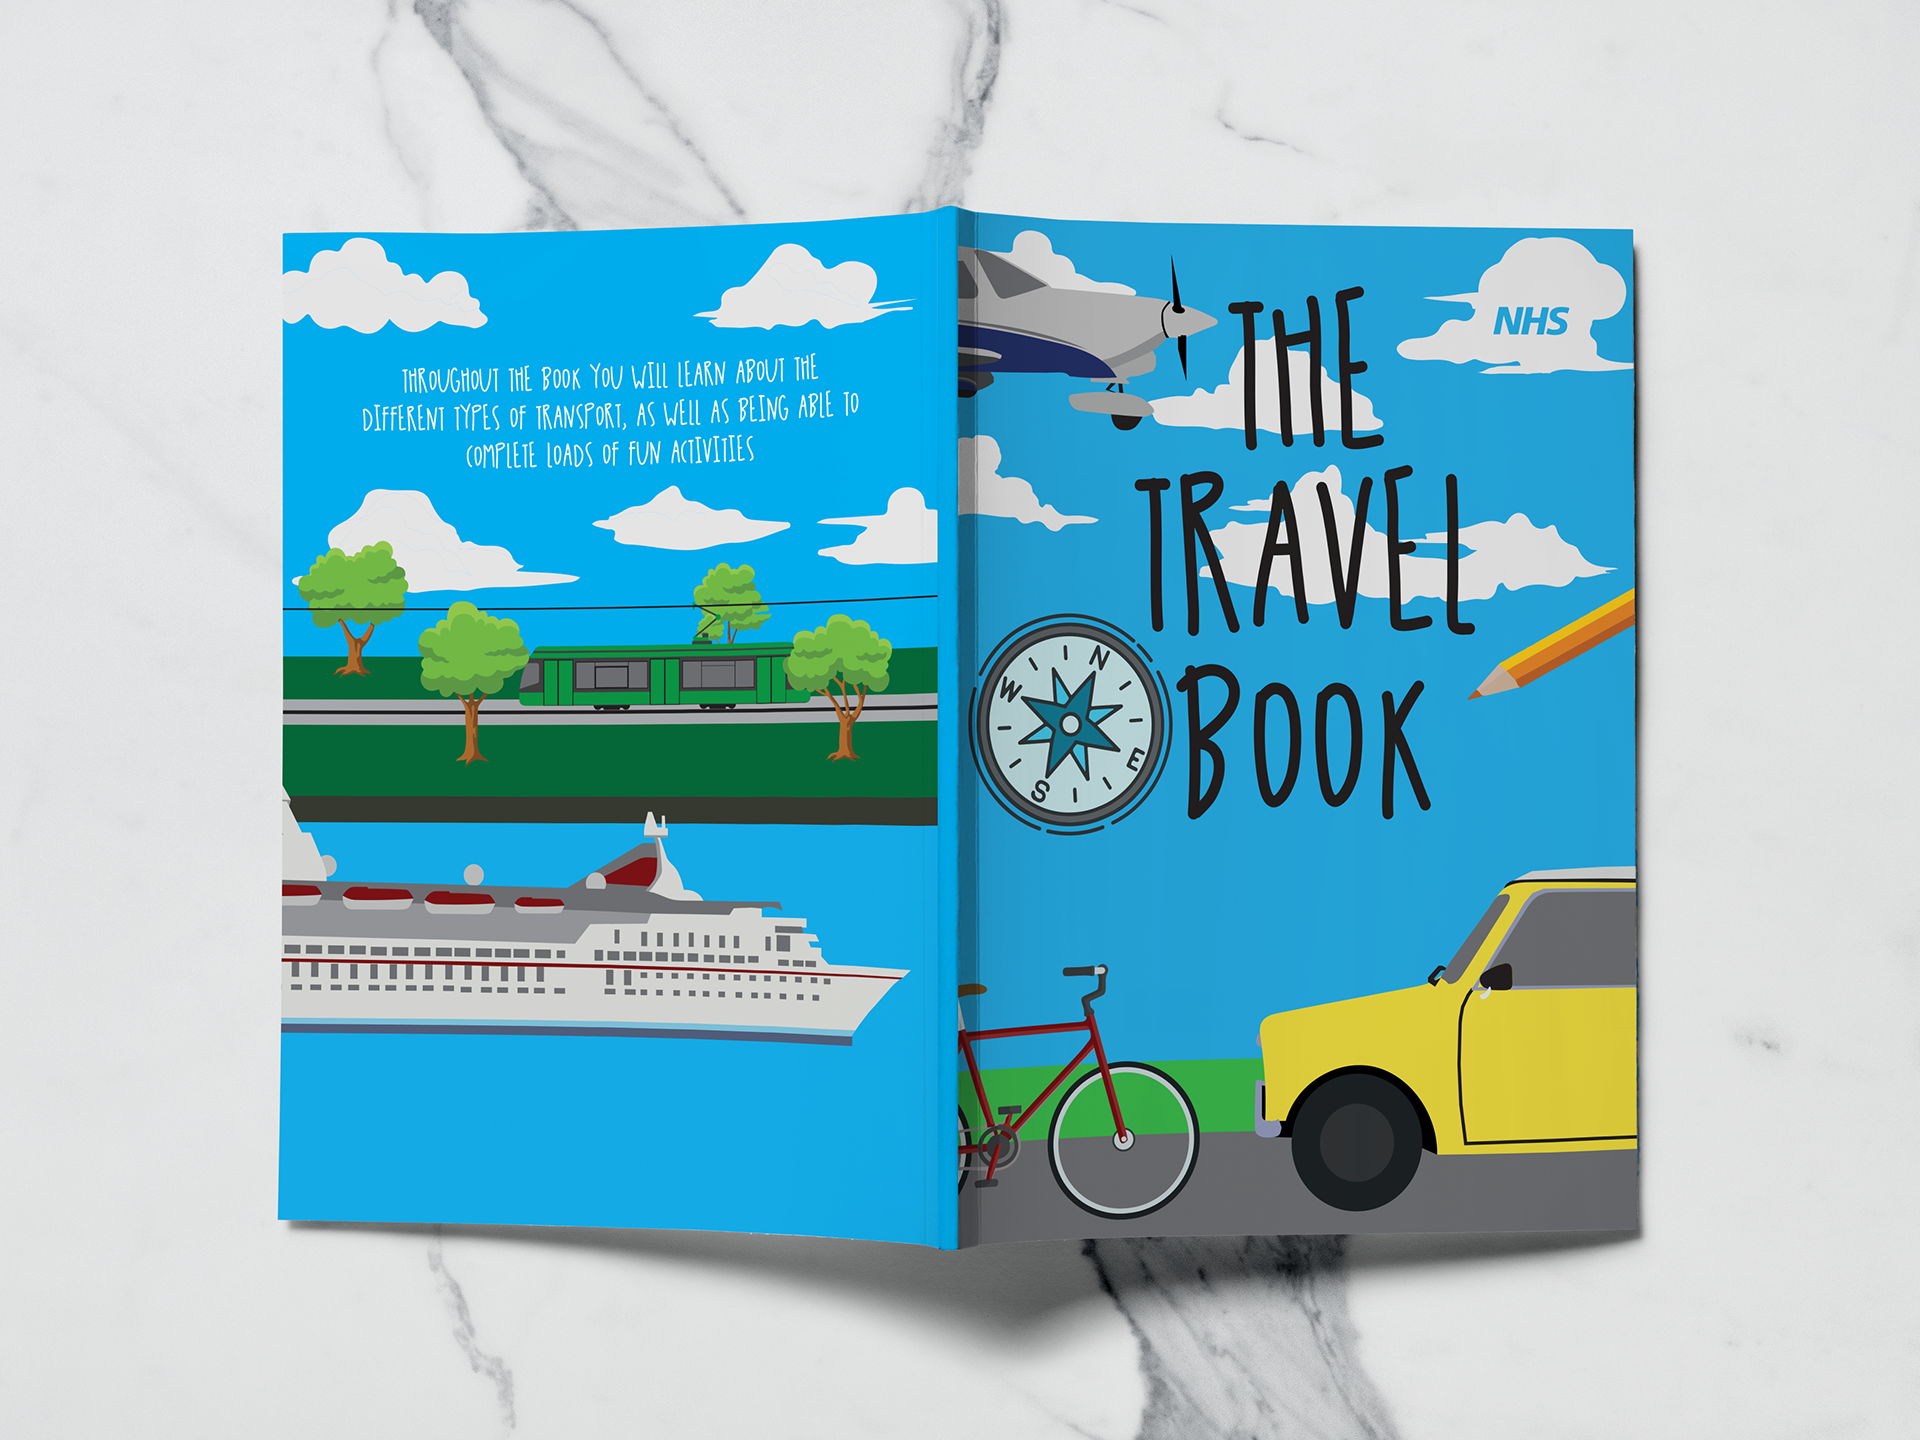 THROUGHOUT THE BOOK YOU WILL LEARN ABOUT THE
DIFFERENT TYPES OF TRANSPORT, AS WELL AS BEING ABLE TO
COMPLETE LOADS OF FUN ACTIVITIES
NHS
THE
TRAVEL
BOOK
N
W
E
S